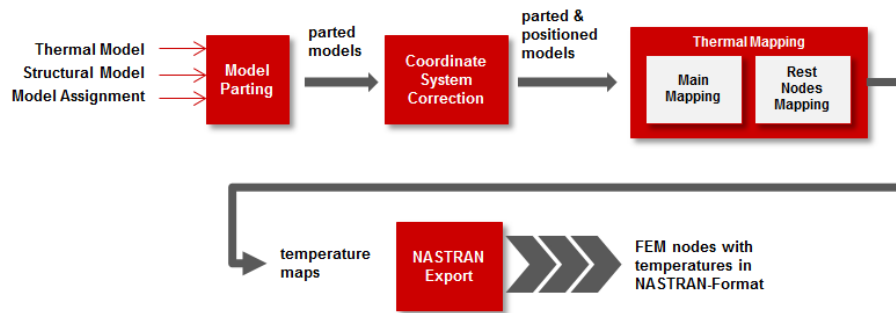 Thermal Model
Structural Model
Model Assignment
Model
Parting
parted
models
Coordinate
System
Correction
parted &
positioned
models
Thermal Mapping
Main
Mapping
Rest
Nodes
Mapping
temperature
maps
NASTRAN
Export
FEM nodes with
temperatures in
NASTRAN-Format